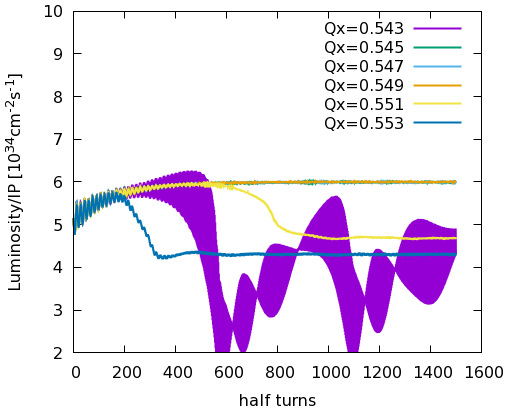 10
9
8
7
6
5
4
3
2
Luminosity/IP [10³⁴cm⁻²s⁻¹]
Qx=0.543
Qx=0.545
Qx=0.547
Qx=0.549
Qx=0.551
Qx=0.553
0 200 400 600 800 1000 1200 1400 1600
half turns